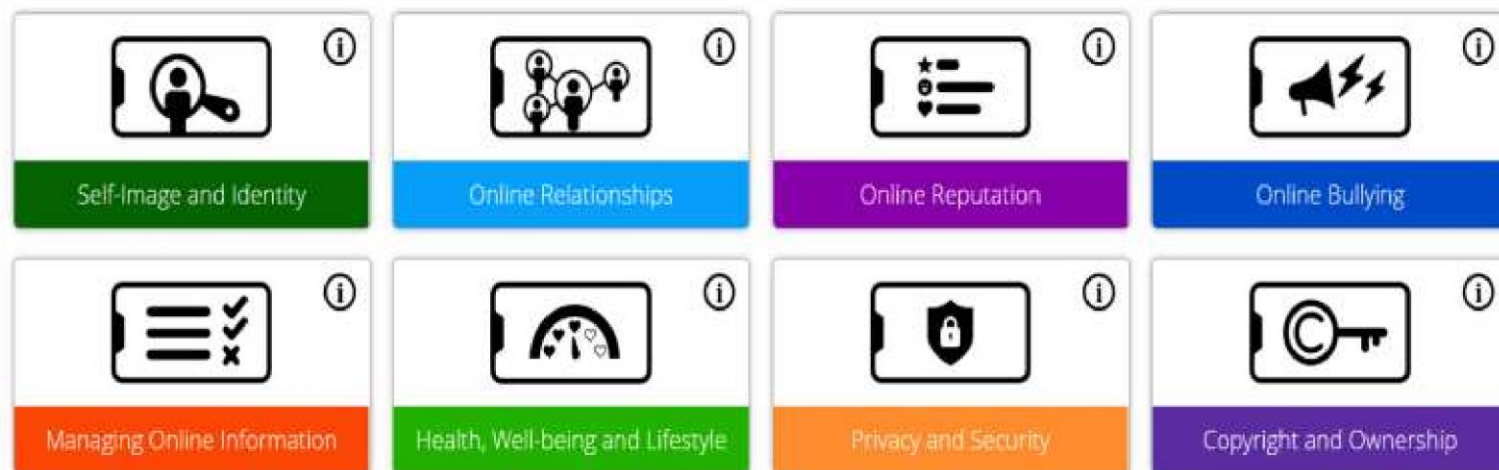 Self-Image and Identity
Online Relationships
Online Reputation
Online Bullying
Managing Online Information
Health, Well-being and Lifestyle
Privacy and Security
Copyright and Ownership